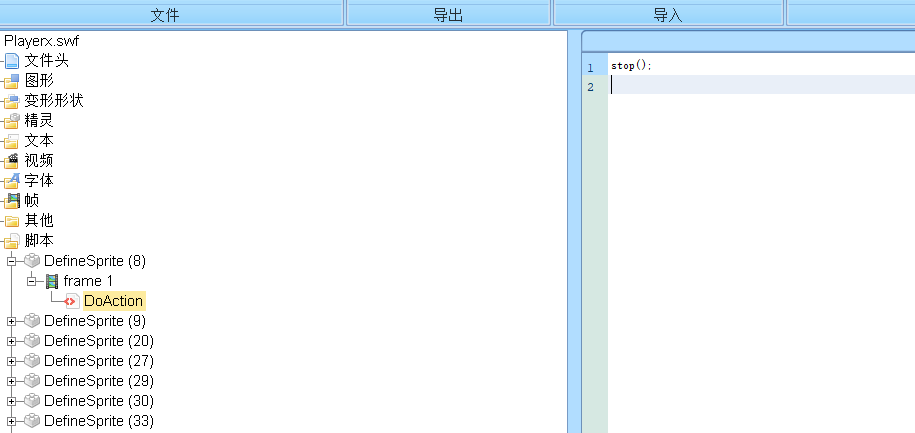 文件 导出 导入
Playerx.swf
文件头
图形
变形形状
精灵
文本
视频
字体
帧
其他
脚本
DefineSprite (8)
frame 1
DoAction
DefineSprite (9)
DefineSprite (20)
DefineSprite (27)
DefineSprite (29)
DefineSprite (30)
DefineSprite (33)
1 stop();
2